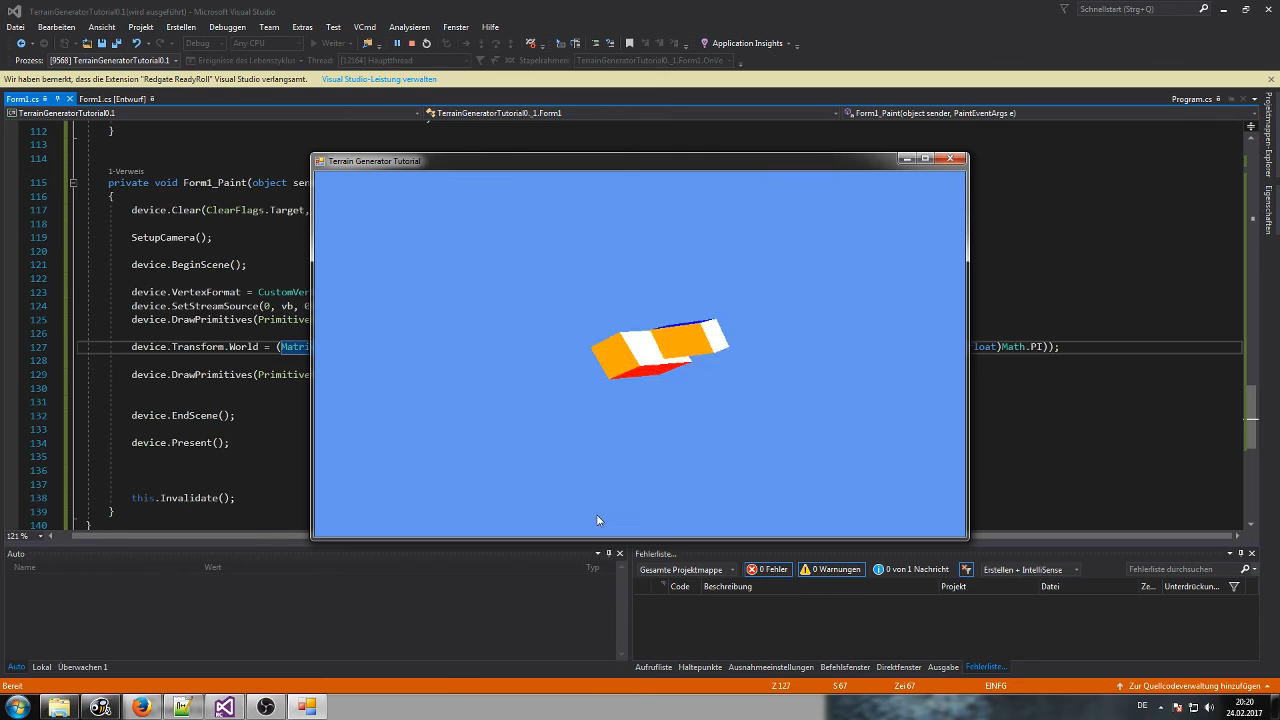 TerrainGeneratorTutorial0.1(wird ausgeführt) - Microsoft Visual Studio
Schnellstart (Strg+Q)
Datei Bearbeiten Ansicht Projekt Erstellen Debuggen Team Extras Test CMd Analysieren Fenster Hilfe
Debug Any CPU Weiter Application Insights
Prozess: [9568] TerrainGeneratorTutorial0.1 Ereignisse des Lebenszyklus Thread: [12164] Hauptthread Stapelrahmen: TerrainGeneratorTutorial0._1.Form1.OnVe
Wir haben bemerkt, dass die Extension "Redgate ReadyRoll" Visual Studio verlangsamt. Visual Studio-Leistung verwalten
Form1.cs Form1.cs [Entwurf] Program.cs
TerrainGeneratorTutorial0.1 TerrainGeneratorTutorial0._1.Form1 Form1_Paint(object sender, PaintEventArgs e)
Projektmappen-Explorer
Eigenschaften
112 }
113
114
Terrain Generator Tutorial
1-Verweis
115 private void Form1_Paint(object sen
116 {
117 device.Clear(ClearFlags.Target,
118
119 SetupCamera();
120
121 device.BeginScene();
122
123 device.VertexFormat = CustomVer
124 device.SetStreamSource(0, vb, 0
125 device.DrawPrimitives(Primitive
126
127 device.Transform.World = (Matri loat)Math.PI));
128
129 device.DrawPrimitives(Primitive
130
131
132 device.EndScene();
133
134 device.Present();
135
136
137
138 this.Invalidate();
139 }
140 }
121 %
Auto
Name Wert Typ
Fehlerliste...
Gesamte Projektmappe 0 Fehler 0 Warnungen 0 von 1 Nachricht Erstellen + IntelliSense Fehlerliste durchsuchen
Code Beschreibung Projekt Datei Ze... Unterdrückun
Auto Lokal Überwachen 1
Aufrufliste Haltepunkte Ausnahmeeinstellungen Befehlsfenster Direktfenster Ausgabe Fehlerliste...
Bereit Z 127 S 67 Zei 67 EINFG Zur Quellcodeverwaltung hinzufügen
DE
20:20
24.02.2017